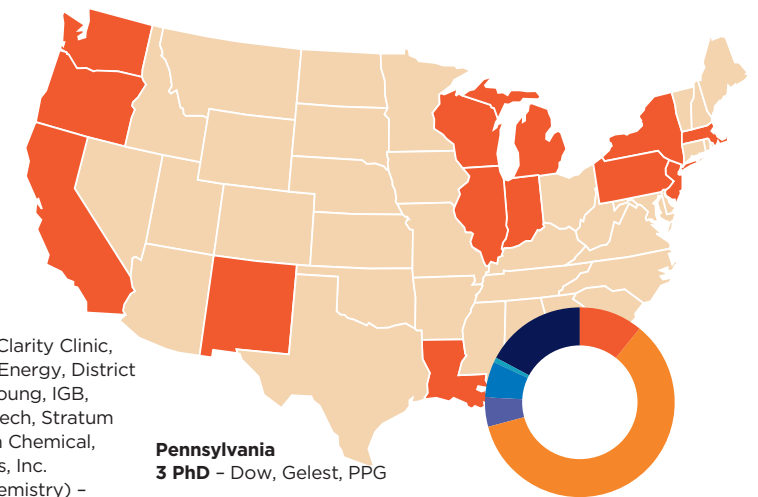 Clarity Clinic,
Energy, District
oung, IGB,
ech, Stratum
Chemical,
s, Inc.
emistry) –
Pennsylvania
3 PhD – Dow, Gelest, PPG